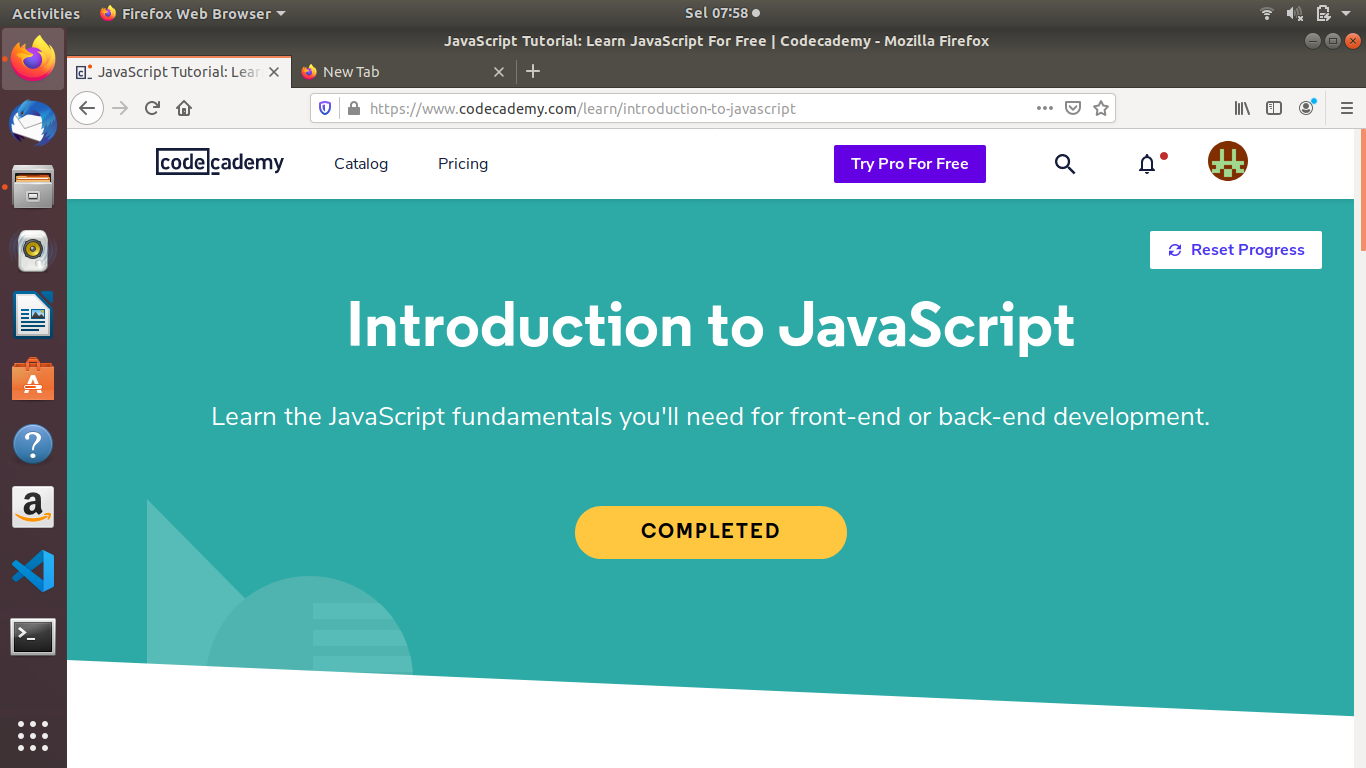 Activities Firefox Web Browser Sel 07:58
JavaScript Tutorial: Learn JavaScript For Free | Codecademy - Mozilla Firefox
JavaScript Tutorial: Lear New Tab
https://www.codecademy.com/learn/introduction-to-javascript
codecademy Catalog Pricing Try Pro For Free
Reset Progress
Introduction to JavaScript
Learn the JavaScript fundamentals you'll need for front-end or back-end development.
COMPLETED